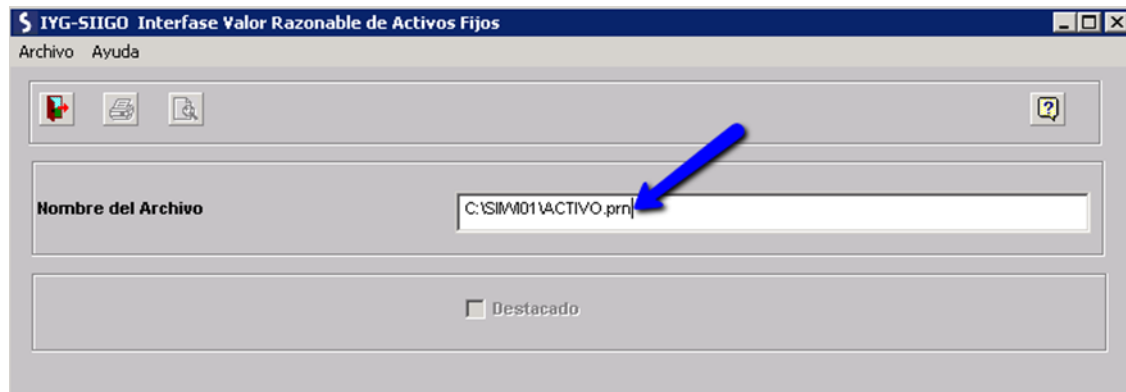 IYG-SIIGO Interfase Valor Razonable de Activos Fijos
Archivo Ayuda
Nombre del Archivo C:\SIIWI01\ACTIVO.prn
Destacado